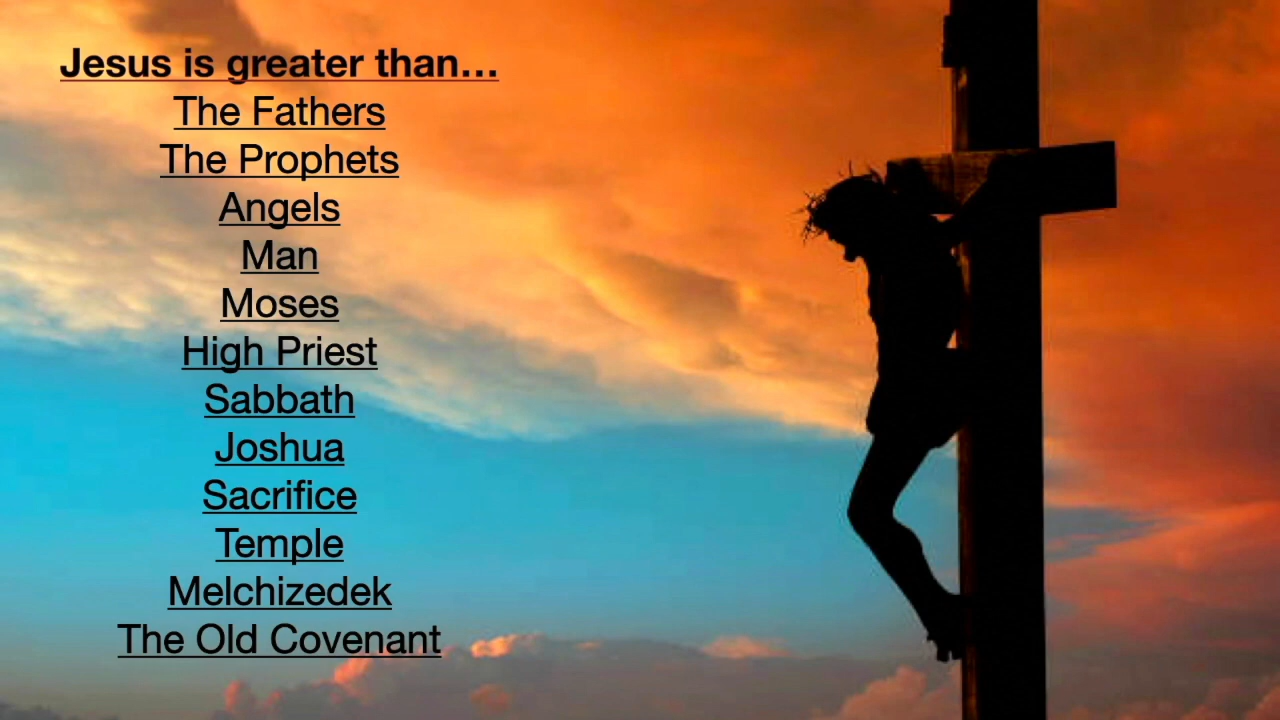 Jesus is greater than…
The Fathers
The Prophets
Angels
Man
Moses
High Priest
Sabbath
Joshua
Sacrifice
Temple
Melchizedek
The Old Covenant